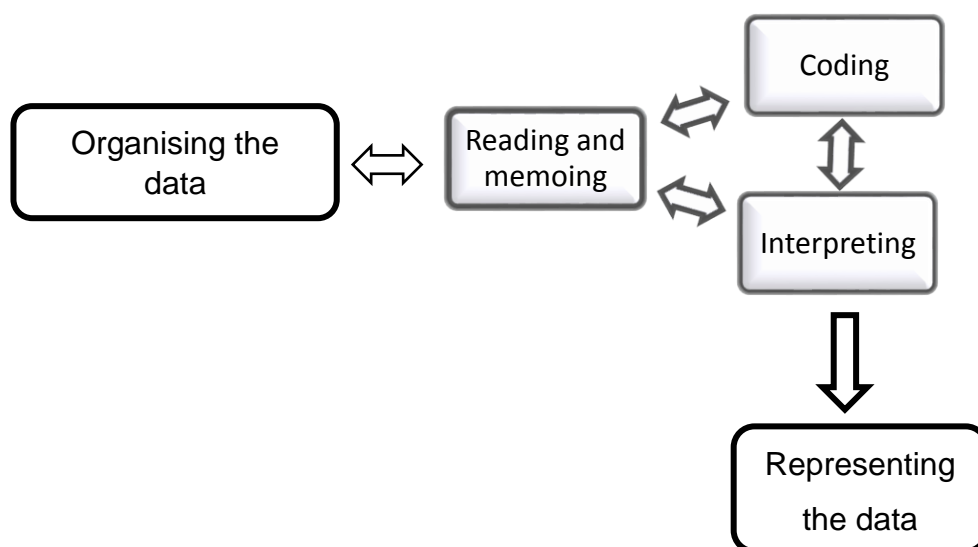 Organising the
data
Reading and
memoing
Coding
Interpreting
Representing
the data